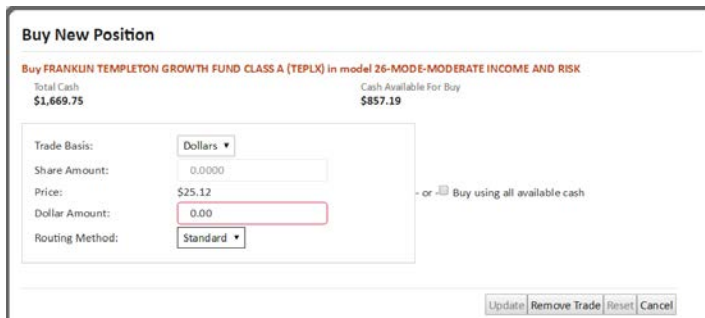 Buy New Position
Buy FRANKLIN TEMPLETON GROWTH FUND CLASS A (TEPLX) in model 26-MODE-MODERATE INCOME AND RISK
Total Cash Cash Available For Buy
$1,669.75 $857.19
Trade Basis: Dollars
Share Amount: 0.0000
Price: $25.12 - or - Buy using all available cash
Dollar Amount: 0.00
Routing Method: Standard
Update Remove Trade Reset Cancel